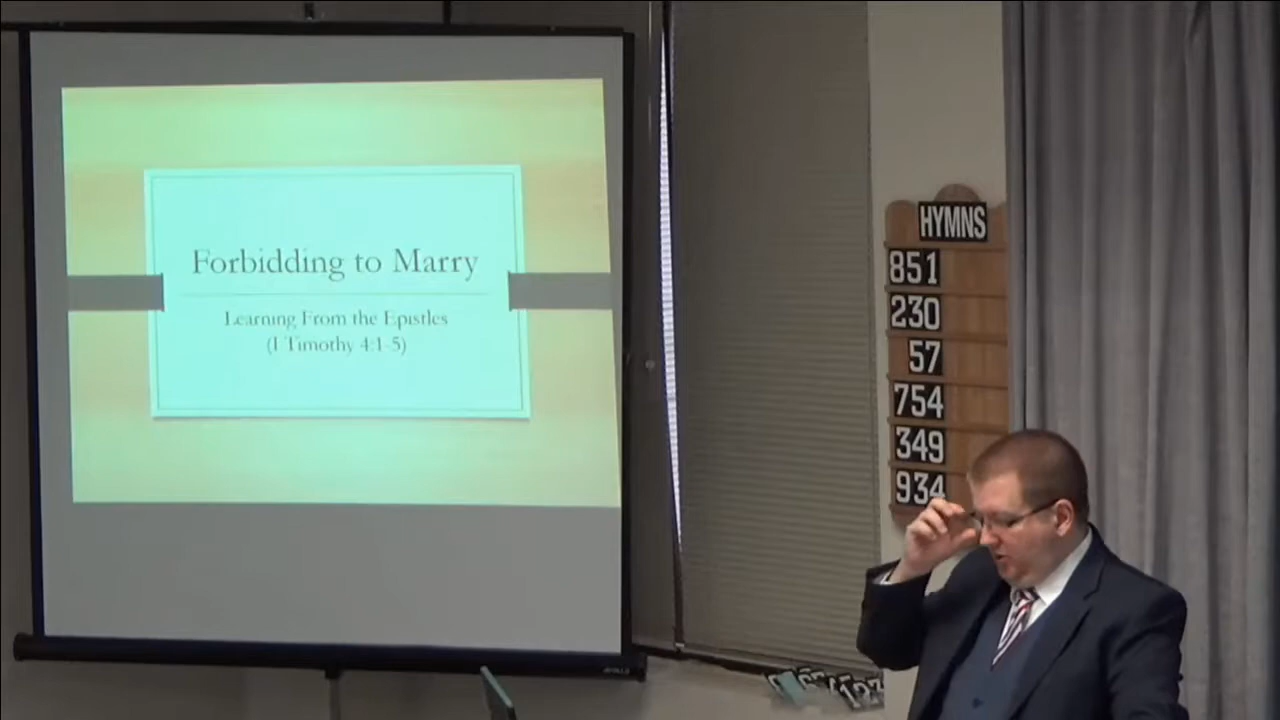 Forbidding to Marry
Learning From the Epistles
(I Timothy 4:1-5)
HYMNS
851
230
57
754
349
934